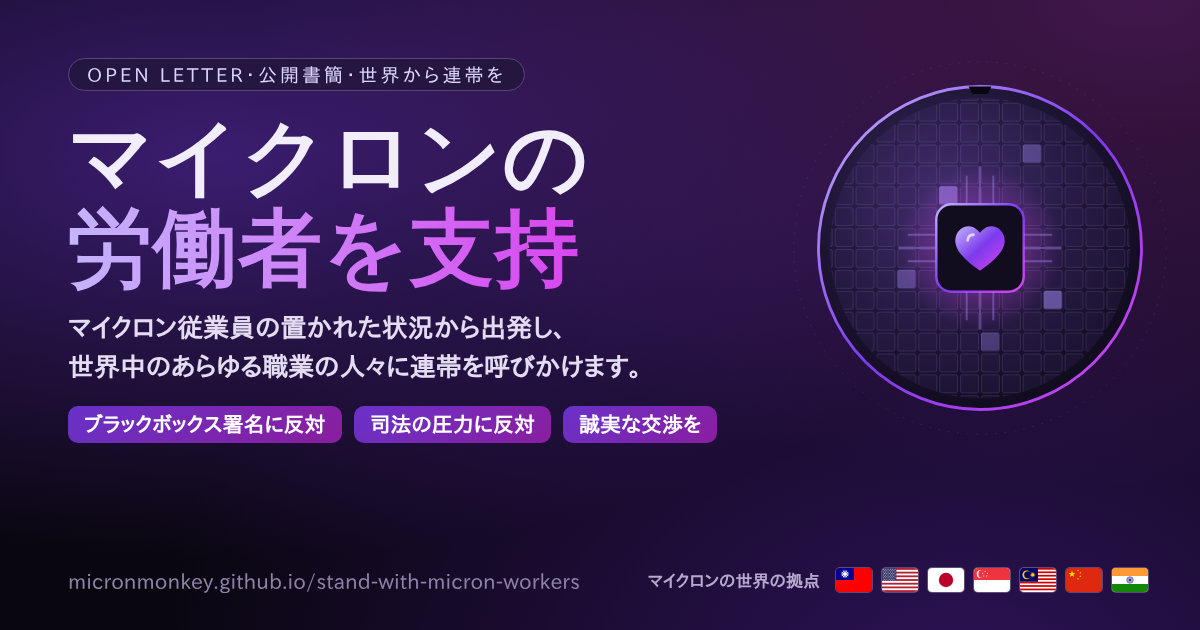 OPEN LETTER・公開書簡・世界から連帯を
マイクロンの
労働者を支持
マイクロン従業員の置かれた状況から出発し、
世界中のあらゆる職業の人々に連帯を呼びかけます。
ブラックボックス署名に反対
司法の圧力に反対
誠実な交渉を
micronmonkey.github.io/stand-with-micron-workers
マイクロンの世界の拠点